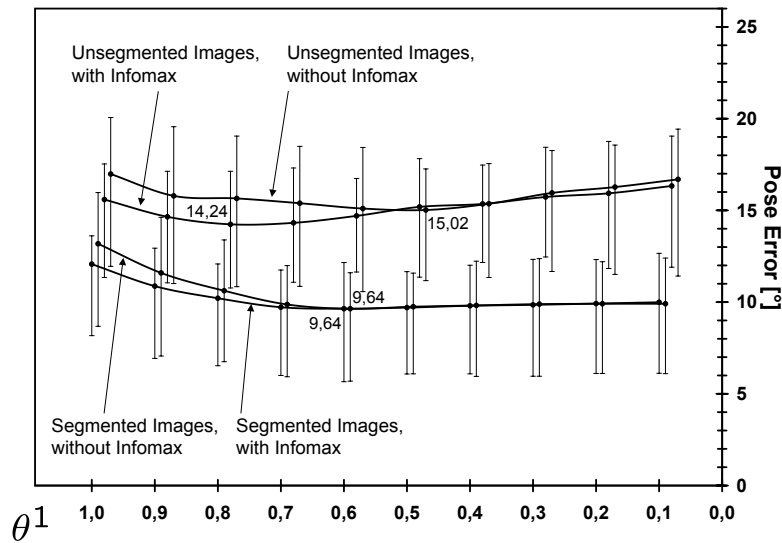 Unsegmented Images,
with Infomax
Unsegmented Images,
without Infomax
14,24
15,02
9,64
9,64
Segmented Images,
without Infomax
Segmented Images,
with Infomax
25
20
15
10
5
0
Pose Error [°]
1,0 0,9 0,8 0,7 0,6 0,5 0,4 0,3 0,2 0,1 0,0
θ¹